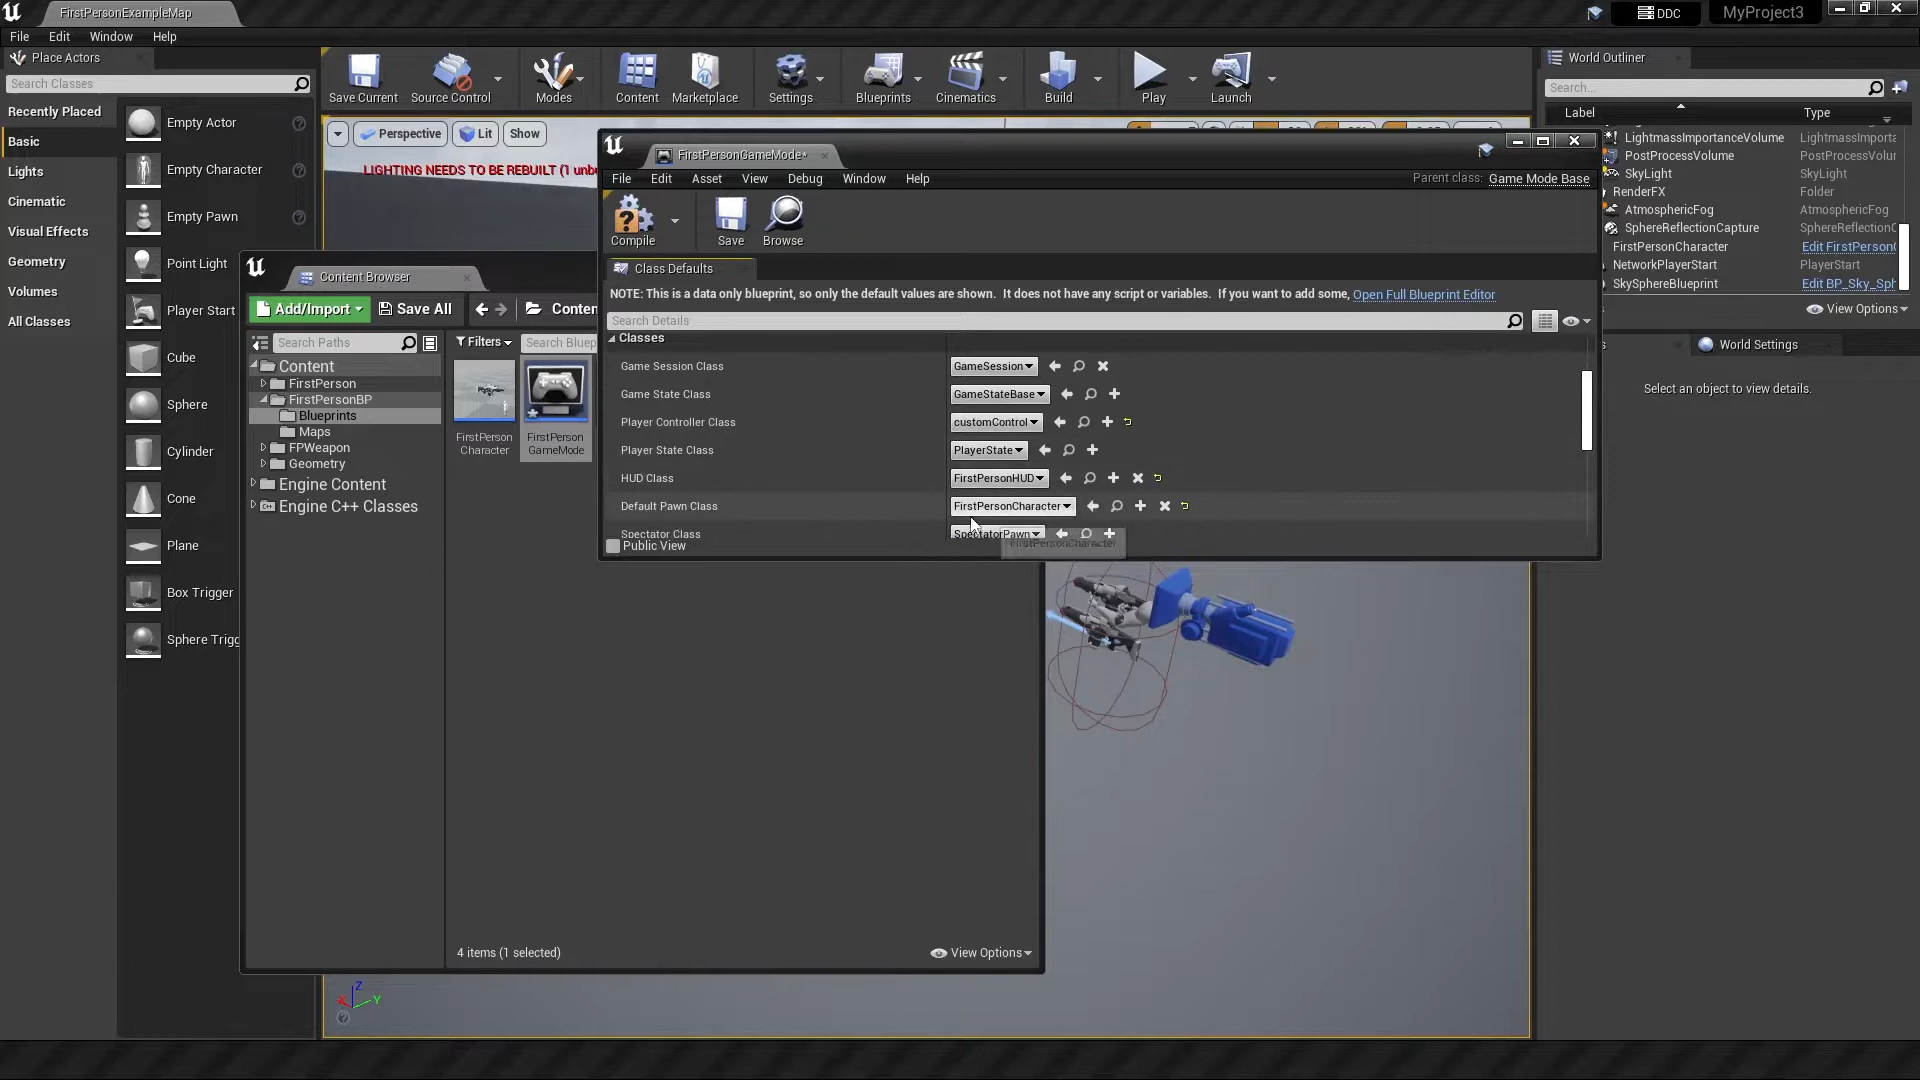 FirstPersonExampleMap
DDC
MyProject3
File Edit Window Help
Place Actors
Search Classes
Recently Placed
Basic
Lights
Cinematic
Visual Effects
Geometry
Volumes
All Classes
Empty Actor
Empty Character
Empty Pawn
Point Light
Player Start
Cube
Sphere
Cylinder
Cone
Plane
Box Trigger
Sphere Trigg
Save Current
Source Control
Modes
Content
Marketplace
Settings
Blueprints
Cinematics
Build
Play
Launch
Perspective
Lit
Show
LIGHTING NEEDS TO BE REBUILT (1 unb
Content Browser
Add/Import
Save All
Conten
Search Paths
Filters
Search Bluep
Content
FirstPerson
FirstPersonBP
Blueprints
Maps
FPWeapon
Geometry
Engine Content
Engine C++ Classes
FirstPerson
Character
FirstPerson
GameMode
4 items (1 selected)
View Options
FirstPersonGameMode*
File Edit Asset View Debug Window Help
Parent class: Game Mode Base
Compile
Save
Browse
Class Defaults
NOTE: This is a data only blueprint, so only the default values are shown. It does not have any script or variables. If you want to add some, Open Full Blueprint Editor
Search Details
Classes
Game Session Class GameSession
Game State Class GameStateBase
Player Controller Class customControl
Player State Class PlayerState
HUD Class FirstPersonHUD
Default Pawn Class FirstPersonCharacter
Spectator Class SpectatorPawn
FirstPersonCharacter
Public View
World Outliner
Search...
Label Type
LightmassImportanceVolume Lightmass Importa
PostProcessVolume PostProcessVolur
SkyLight SkyLight
RenderFX Folder
AtmosphericFog AtmosphericFog
SphereReflectionCapture SphereReflectionC
FirstPersonCharacter Edit FirstPerson
NetworkPlayerStart PlayerStart
SkySphereBlueprint Edit BP_Sky_Sph
View Options
World Settings
Select an object to view details.
X
Y
Z